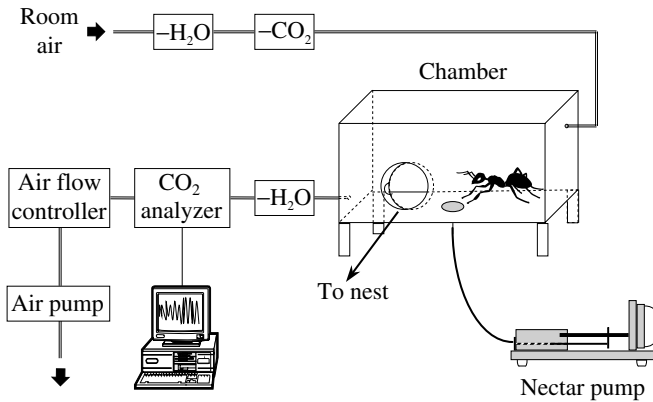 Room
air
–H₂O
–CO₂
Chamber
Air flow
controller
CO₂
analyzer
–H₂O
To nest
Air pump
Nectar pump